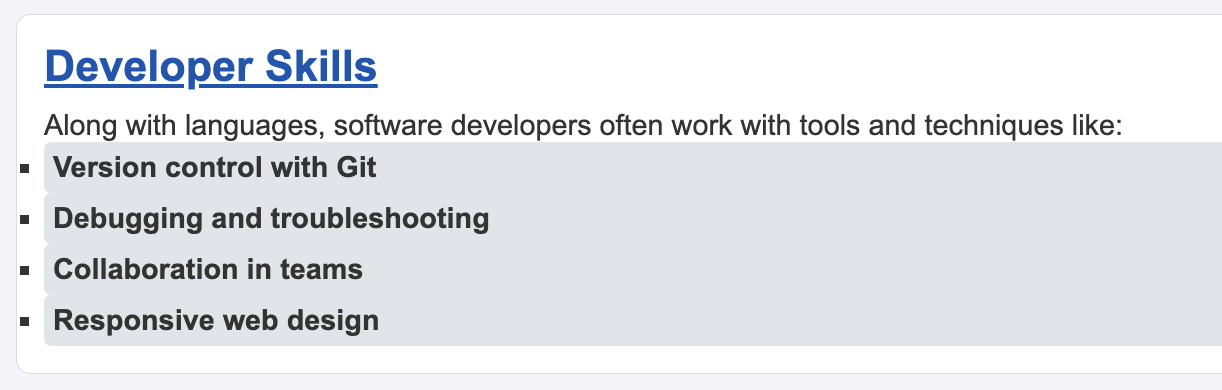 Developer Skills
Along with languages, software developers often work with tools and techniques like:
Version control with Git
Debugging and troubleshooting
Collaboration in teams
Responsive web design